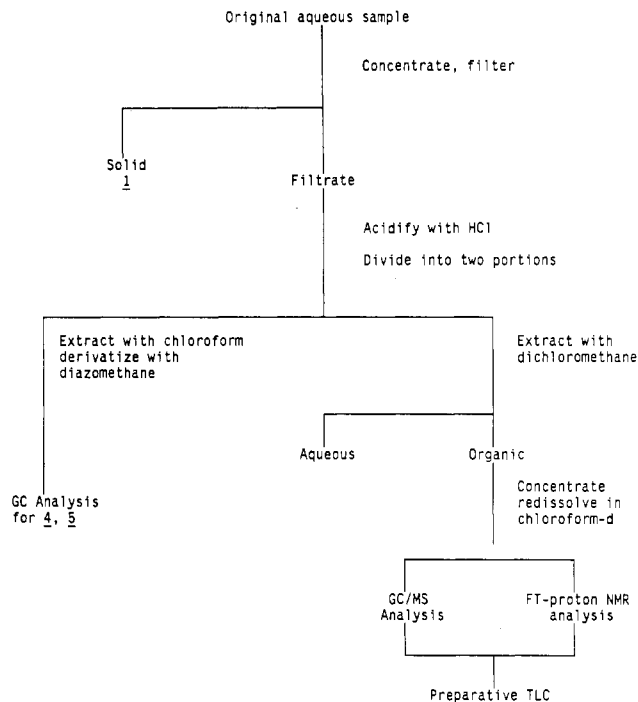 Original aqueous sample
Concentrate, filter
Solid
1
Filtrate
Acidify with HCl
Divide into two portions
Extract with chloroform
derivatize with
diazomethane
Extract with
dichloromethane
Aqueous
Organic
GC Analysis
for 4, 5
Concentrate
redissolve in
chloroform-d
GC/MS
Analysis
FT-proton NMR
analysis
Preparative TLC